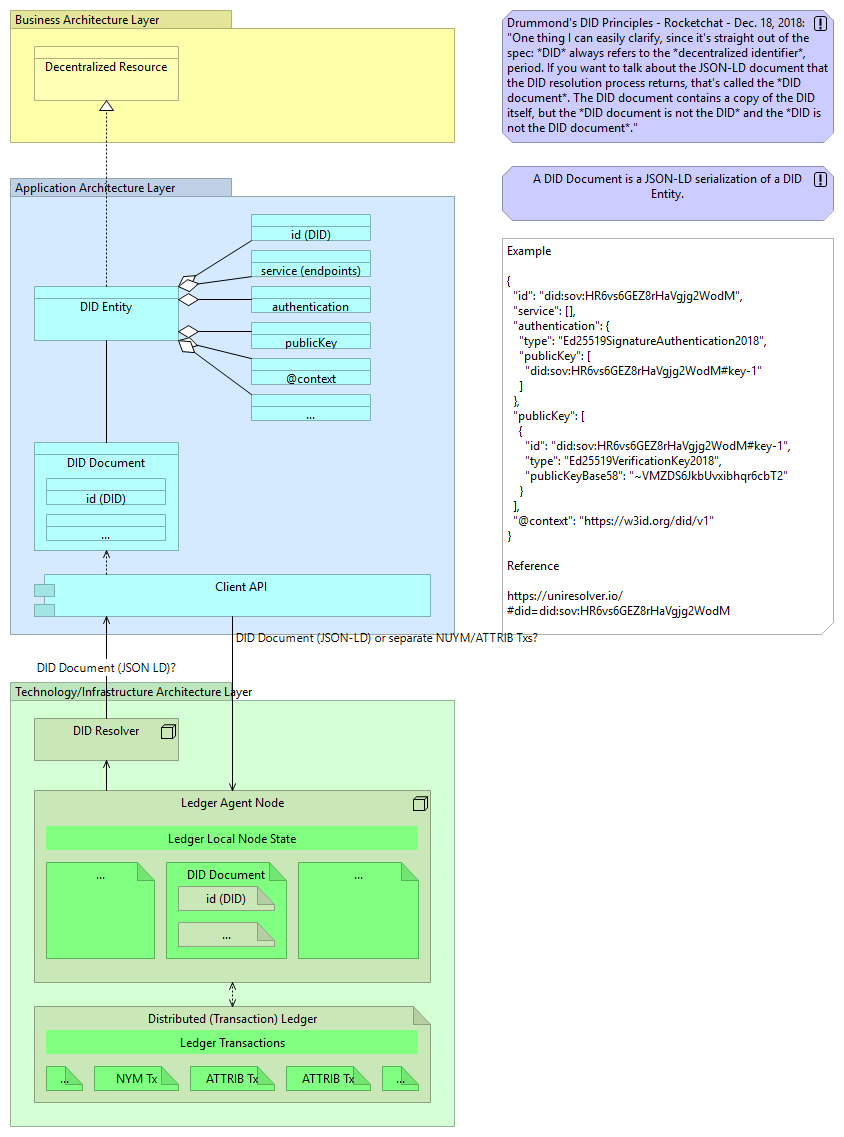 Business Architecture Layer
Decentralized Resource
Application Architecture Layer
id (DID)
service (endpoints)
authentication
publicKey
@context
...
DID Entity
DID Document
id (DID)
...
Client API
DID Document (JSON-LD) or separate NUYM/ATTRIB Txs?
DID Document (JSON LD)?
Technology/Infrastructure Architecture Layer
DID Resolver
Ledger Agent Node
Ledger Local Node State
...
DID Document
id (DID)
...
...
Distributed (Transaction) Ledger
Ledger Transactions
...
NYM Tx
ATTRIB Tx
ATTRIB Tx
...
Drummond's DID Principles - Rocketchat - Dec. 18, 2018:
"One thing I can easily clarify, since it's straight out of the
spec: *DID* always refers to the *decentralized identifier*,
period. If you want to talk about the JSON-LD document that
the DID resolution process returns, that's called the *DID
document*. The DID document contains a copy of the DID
itself, but the *DID document is not the DID* and the *DID is
not the DID document*."
A DID Document is a JSON-LD serialization of a DID
Entity.
Example
{
"id": "did:sov:HR6vs6GEZ8rHaVgjg2WodM",
"service": [],
"authentication": {
"type": "Ed25519SignatureAuthentication2018",
"publicKey": [
"did:sov:HR6vs6GEZ8rHaVgjg2WodM#key-1"
]
},
"publicKey": [
{
"id": "did:sov:HR6vs6GEZ8rHaVgjg2WodM#key-1",
"type": "Ed25519VerificationKey2018",
"publicKeyBase58": "~VMZDS6JkbUvxibhqr6cbT2"
}
],
"@context": "https://w3id.org/did/v1"
}
Reference
https://uniresolver.io/
#did=did:sov:HR6vs6GEZ8rHaVgjg2WodM